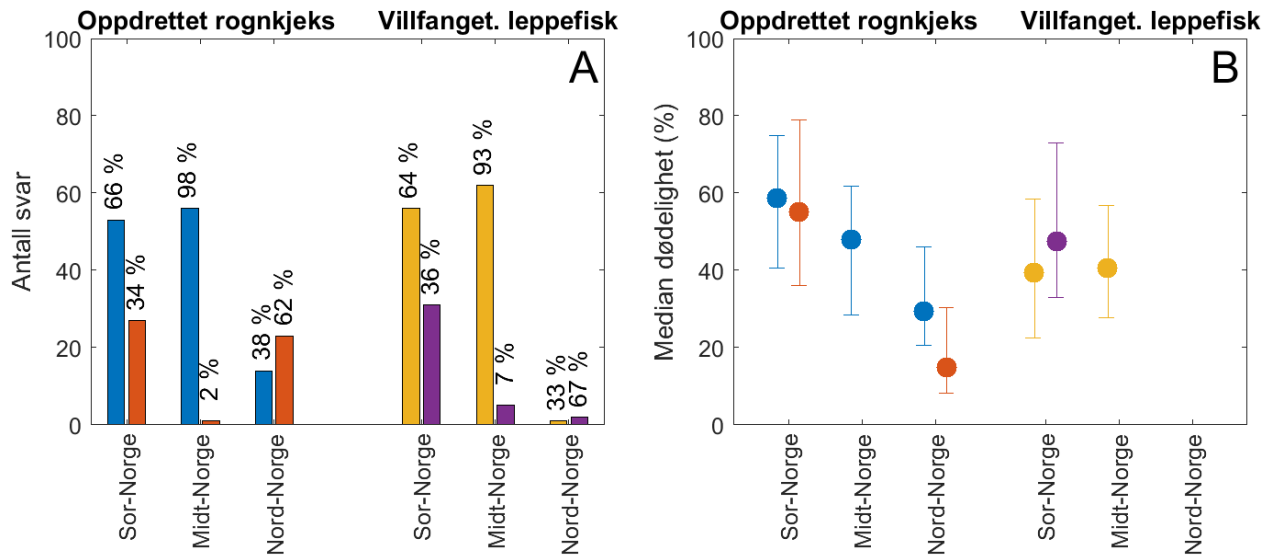 Oppdrettet rognkjeks
Villfanget. leppefisk
A
Antall svar
100
80
60
40
20
0
66 %
34 %
98 %
2 %
38 %
62 %
64 %
36 %
93 %
7 %
33 %
67 %
Sor-Norge
Midt-Norge
Nord-Norge
Sor-Norge
Midt-Norge
Nord-Norge
Oppdrettet rognkjeks
Villfanget. leppefisk
B
Median dødelighet (%)
100
80
60
40
20
0
Sor-Norge
Midt-Norge
Nord-Norge
Sor-Norge
Midt-Norge
Nord-Norge